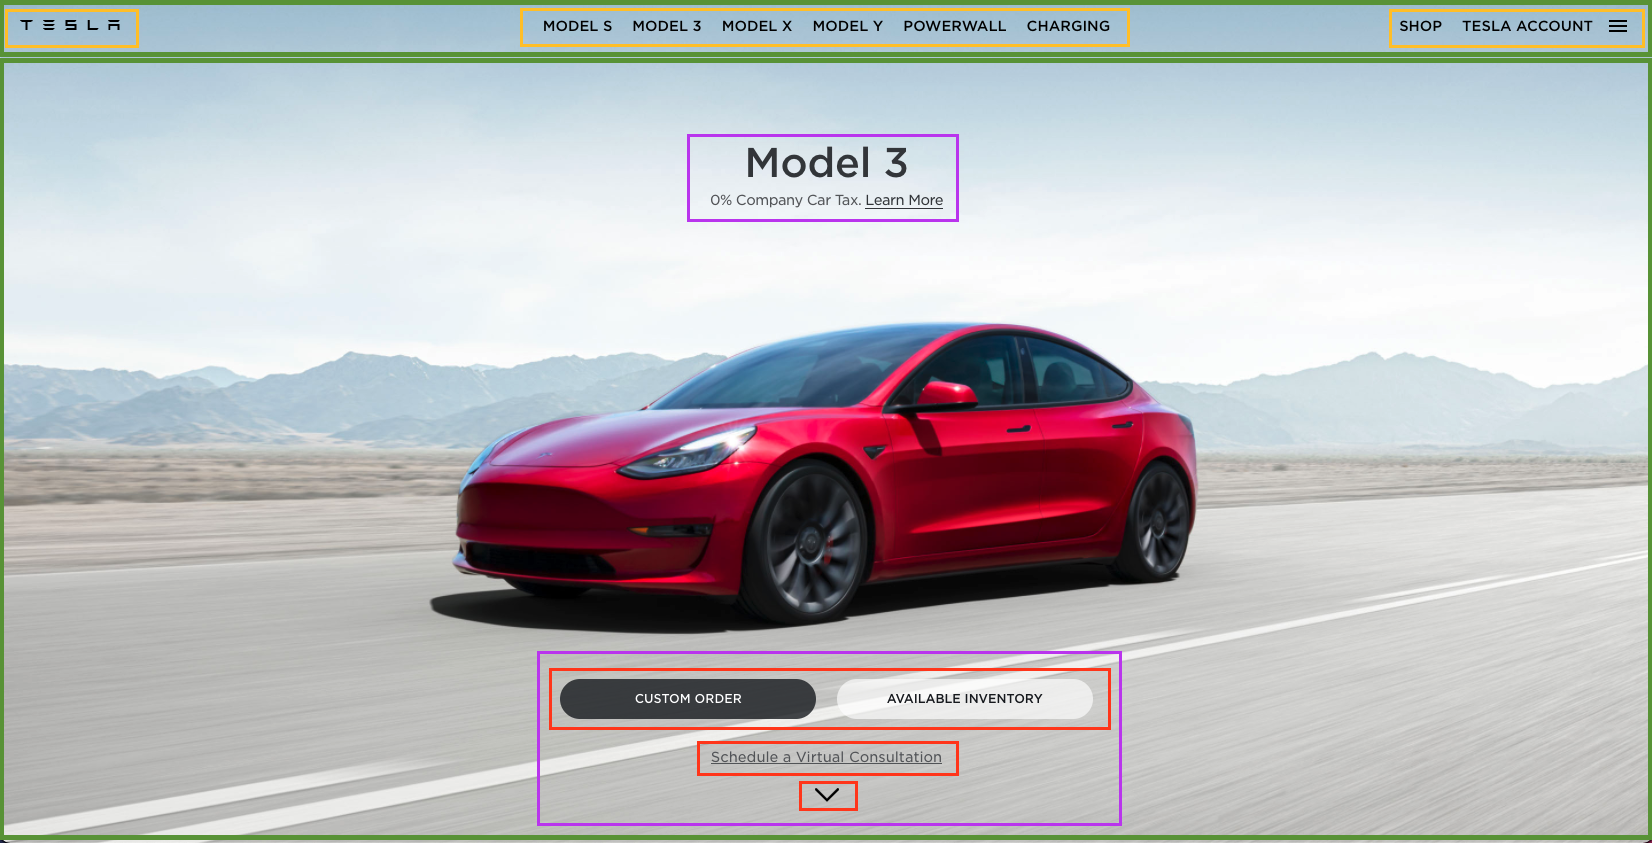 TESLA
MODEL S MODEL 3 MODEL X MODEL Y POWERWALL CHARGING
SHOP TESLA ACCOUNT
Model 3
0% Company Car Tax. Learn More
CUSTOM ORDER
AVAILABLE INVENTORY
Schedule a Virtual Consultation